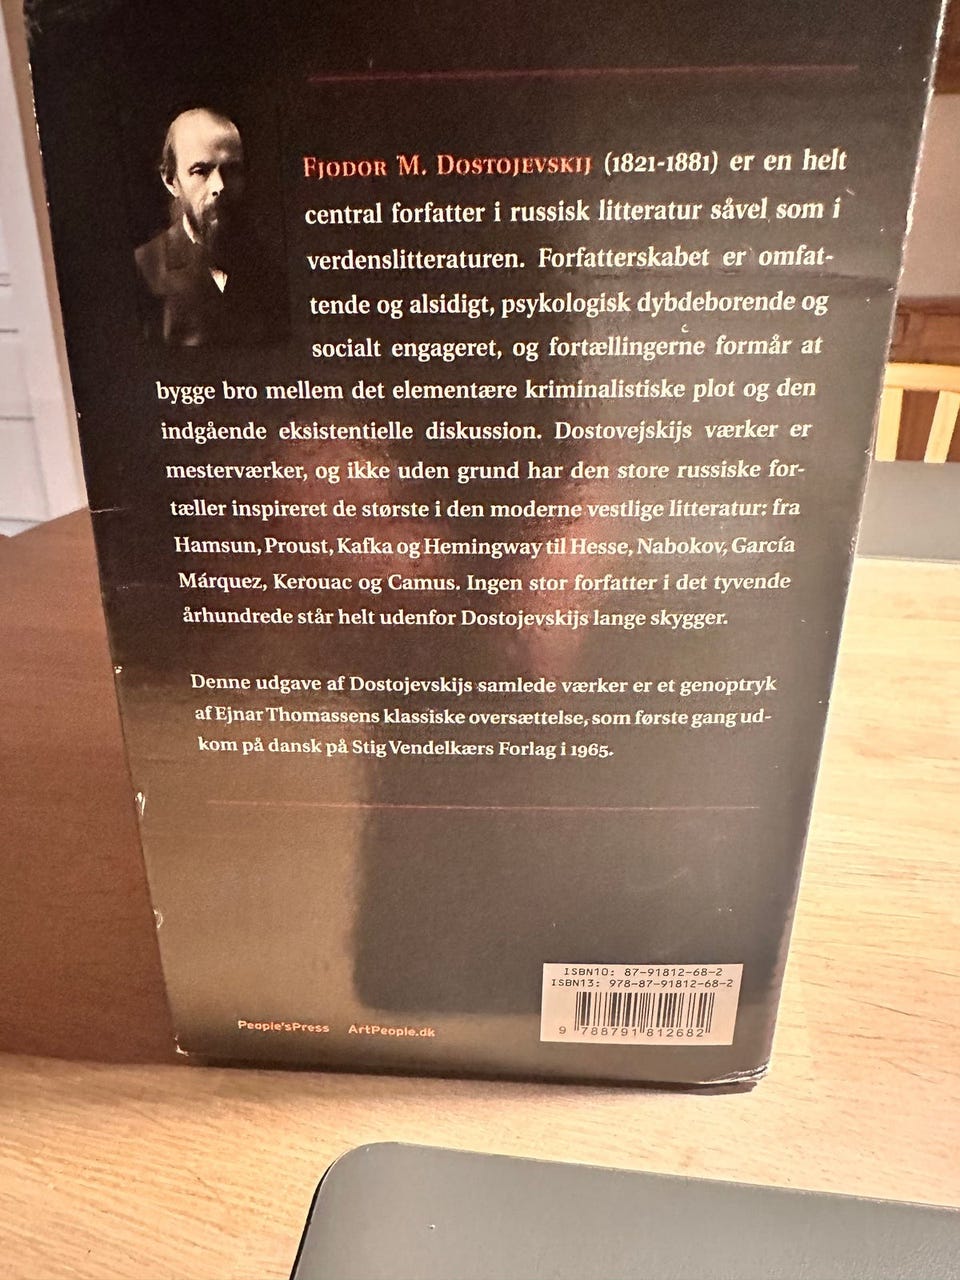 FJODOR M. DOSTOJEVSKIJ (1821-1881) er en helt
central forfatter i russisk litteratur såvel som i
verdenslitteraturen. Forfatterskabet er omfat-
tende og alsidigt, psykologisk dybdeborende og
socialt engageret, og fortællingerne formår at
bygge bro mellem det elementære kriminalistiske plot og den
indgående eksistentielle diskussion. Dostovejskijs værker er
mesterværker, og ikke uden grund har den store russiske for-
tæller inspireret de største i den moderne vestlige litteratur: fra
Hamsun, Proust, Kafka og Hemingway til Hesse, Nabokov, García
Márquez, Kerouac og Camus. Ingen stor forfatter i det tyvende
århundrede står helt udenfor Dostojevskijs lange skygger.
Denne udgave af Dostojevskijs samlede værker er et genoptryk
af Ejnar Thomassens klassiske oversættelse, som første gang ud-
kom på dansk på Stig Vendelkærs Forlag i 1965.
ISBN10: 87-91812-68-2
ISBN13: 978-87-91812-68-2
9 788791 812682
People'sPress ArtPeople.dk